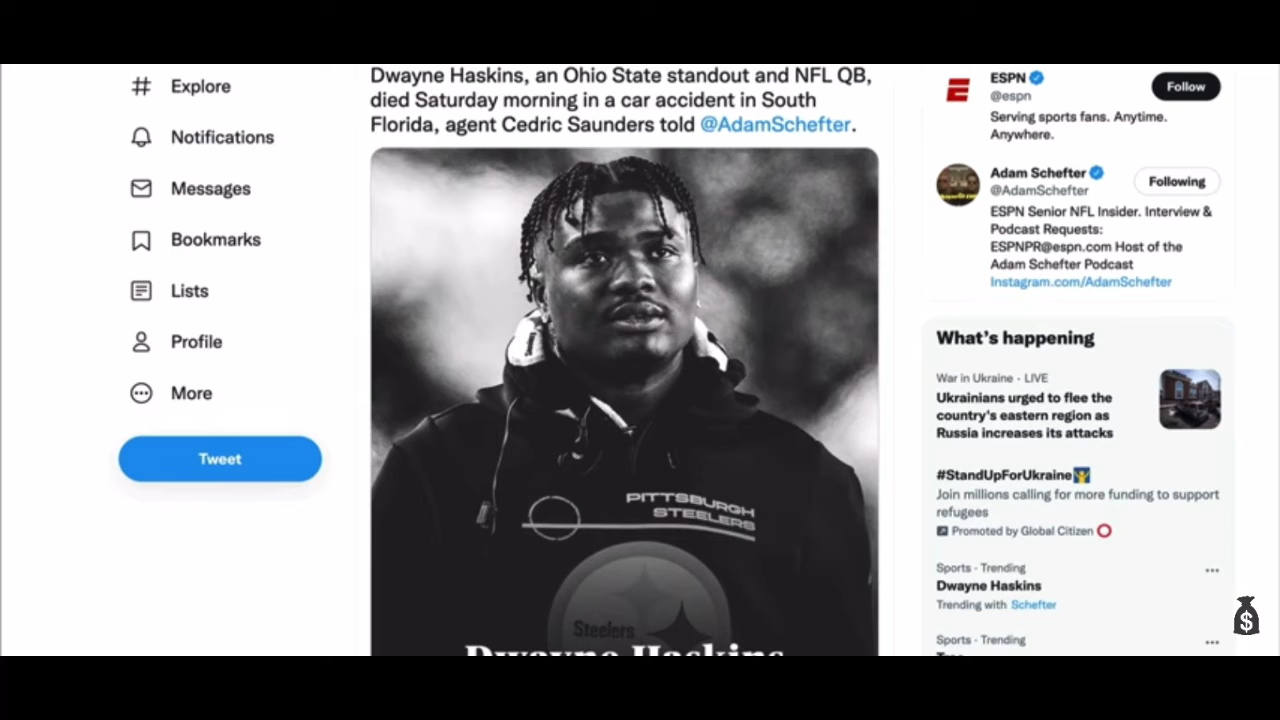 Explore
Notifications
Messages
Bookmarks
Lists
Profile
More
Tweet
Dwayne Haskins, an Ohio State standout and NFL QB,
died Saturday morning in a car accident in South
Florida, agent Cedric Saunders told @AdamSchefter.
PITTSBURGH
STEELERS
Steelers
Dwayne Haskins
ESPN
@espn
Follow
Serving sports fans. Anytime.
Anywhere.
Adam Schefter
@AdamSchefter
Following
ESPN Senior NFL Insider. Interview &
Podcast Requests:
ESPNPR@espn.com Host of the
Adam Schefter Podcast
Instagram.com/AdamSchefter
What's happening
War in Ukraine · LIVE
Ukrainians urged to flee the
country's eastern region as
Russia increases its attacks
#StandUpForUkraine
Join millions calling for more funding to support
refugees
Promoted by Global Citizen
Sports · Trending
Dwayne Haskins
Trending with Schefter
Sports · Trending